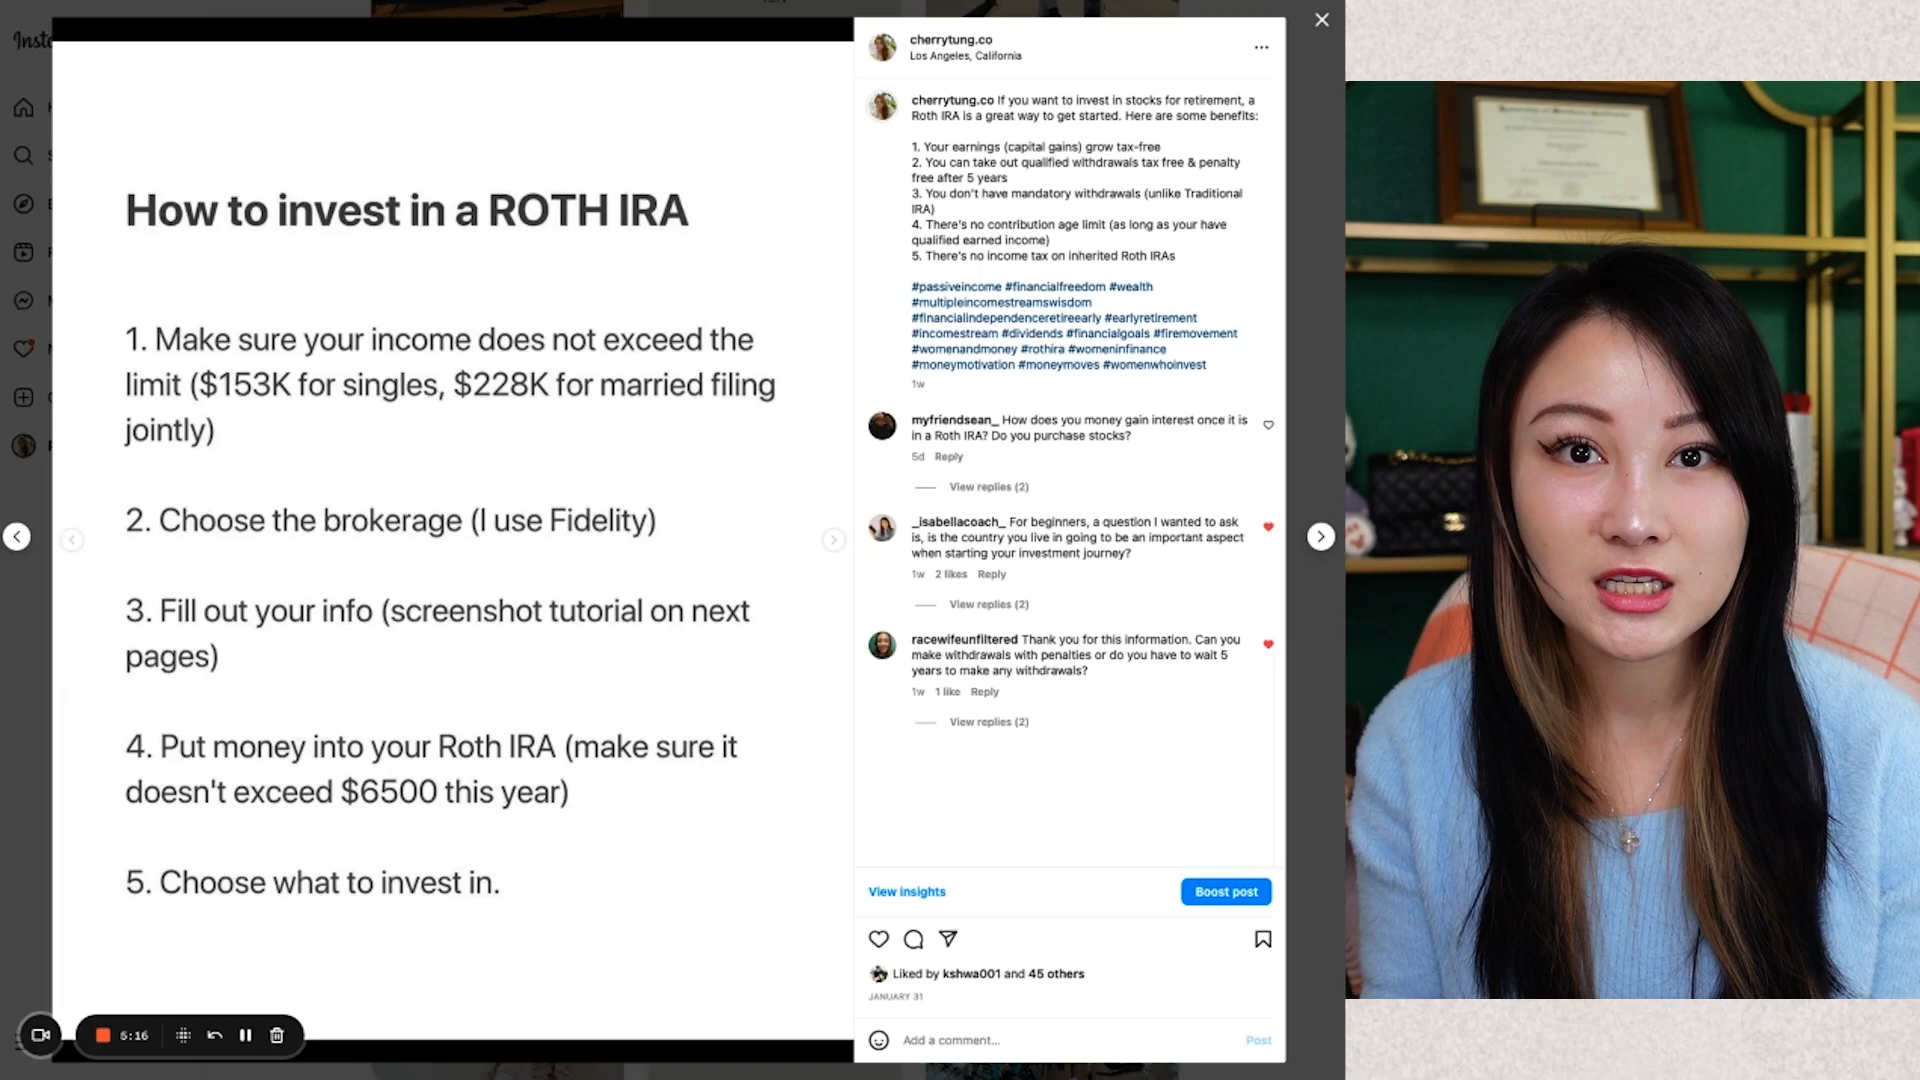 Insta
How to invest in a ROTH IRA
1. Make sure your income does not exceed the
limit ($153K for singles, $228K for married filing
jointly)
2. Choose the brokerage (I use Fidelity)
3. Fill out your info (screenshot tutorial on next
pages)
4. Put money into your Roth IRA (make sure it
doesn't exceed $6500 this year)
5. Choose what to invest in.
5:16
cherrytung.co
Los Angeles, California
cherrytung.co If you want to invest in stocks for retirement, a
Roth IRA is a great way to get started. Here are some benefits:
1. Your earnings (capital gains) grow tax-free
2. You can take out qualified withdrawals tax free & penalty
free after 5 years
3. You don't have mandatory withdrawals (unlike Traditional
IRA)
4. There's no contribution age limit (as long as your have
qualified earned income)
5. There's no income tax on inherited Roth IRAs
#passiveincome #financialfreedom #wealth
#multipleincomestreamswisdom
#financialindependenceretireearly #earlyretirement
#incomestream #dividends #financialgoals #firemovement
#womenandmoney #rothira #womeninfinance
#moneymotivation #moneymoves #womenwhoinvest
1w
myfriendsean_ How does you money gain interest once it is
in a Roth IRA? Do you purchase stocks?
5d Reply
View replies (2)
_isabellacoach_ For beginners, a question I wanted to ask
is, is the country you live in going to be an important aspect
when starting your investment journey?
1w 2 likes Reply
View replies (2)
racewifeunfiltered Thank you for this information. Can you
make withdrawals with penalties or do you have to wait 5
years to make any withdrawals?
1w 1 like Reply
View replies (2)
View insights
Boost post
Liked by kshwa001 and 45 others
JANUARY 31
Add a comment...
Post